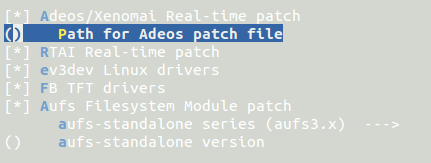 [*] Adeos/Xenomai Real-time patch
()    Path for Adeos patch file
[*] RTAI Real-time patch
[*] ev3dev Linux drivers
[*] FB TFT drivers
[*] Aufs Filesystem Module patch
      aufs-standalone series (aufs3.x)  --->
()    aufs-standalone version